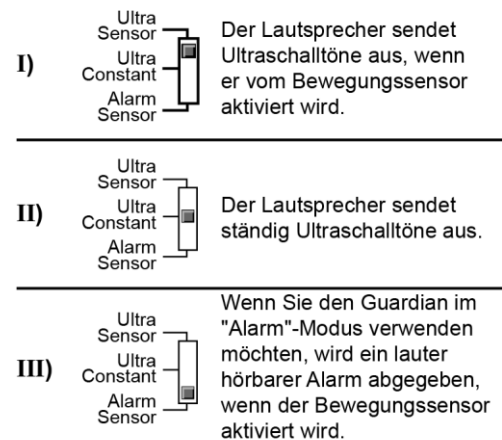 I)
Ultra
Sensor
Ultra
Constant
Alarm
Sensor
Der Lautsprecher sendet
Ultraschalltöne aus, wenn
er vom Bewegungssensor
aktiviert wird.
II)
Ultra
Sensor
Ultra
Constant
Alarm
Sensor
Der Lautsprecher sendet
ständig Ultraschalltöne aus.
III)
Ultra
Sensor
Ultra
Constant
Alarm
Sensor
Wenn Sie den Guardian im
"Alarm"-Modus verwenden
möchten, wird ein lauter
hörbarer Alarm abgegeben,
wenn der Bewegungssensor
aktiviert wird.